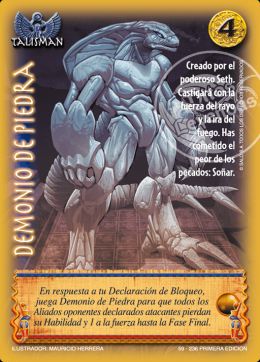 TALISMAN
4
DEMONIO DE PIEDRA
Creado por el
poderoso Seth.
Castigará con la
fuerza del rayo
y la ira del
fuego. Has
cometido el
peor de los
pecados: Soñar.
En respuesta a tu Declaración de Bloqueo,
juega Demonio de Piedra para que todos los
Aliados oponentes declarados atacantes pierdan
su Habilidad y 1 a la fuerza hasta la Fase Final.
ILUSTRADOR: MAURICIO HERRERA
59 - 236 PRIMERA EDICIÓN